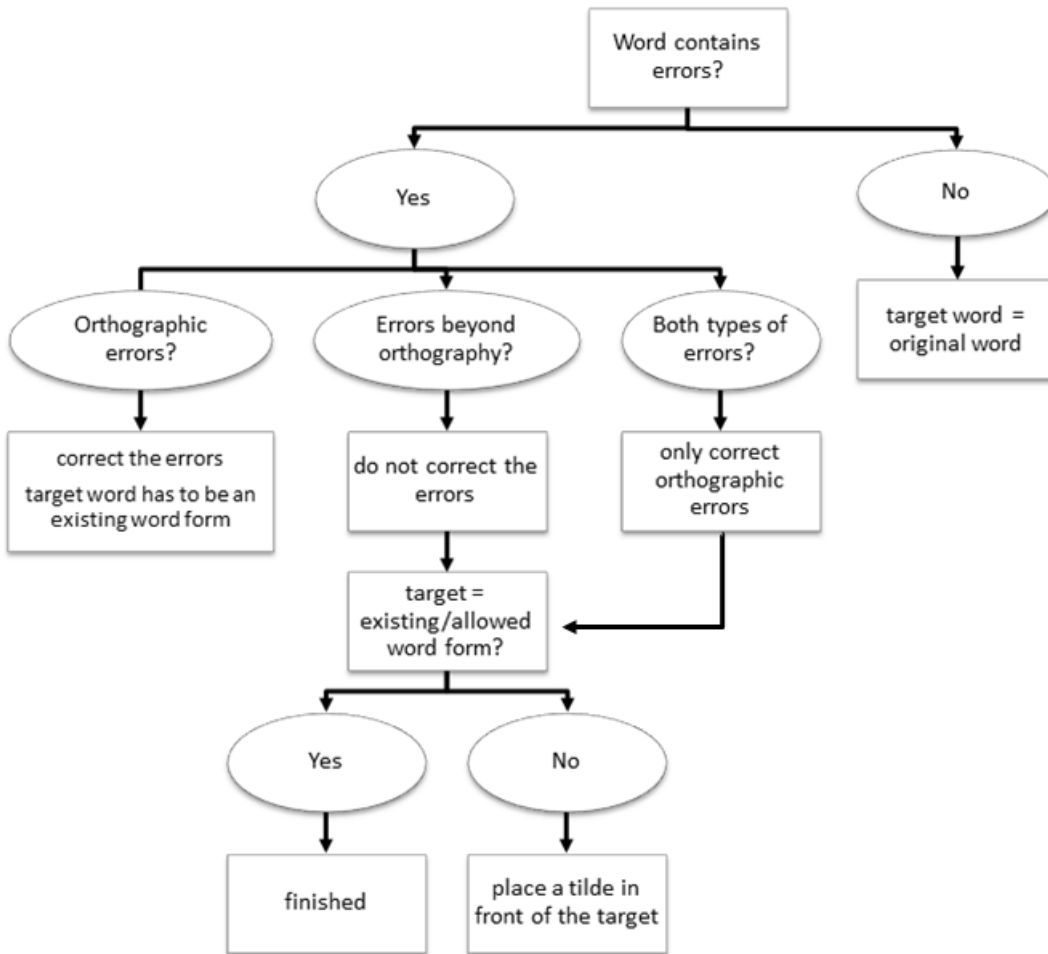 Word contains
errors?
Yes
No
Orthographic
errors?
Errors beyond
orthography?
Both types of
errors?
target word =
original word
correct the errors
target word has to be an
existing word form
do not correct the
errors
only correct
orthographic
errors
target =
existing/allowed
word form?
Yes
No
finished
place a tilde in
front of the target